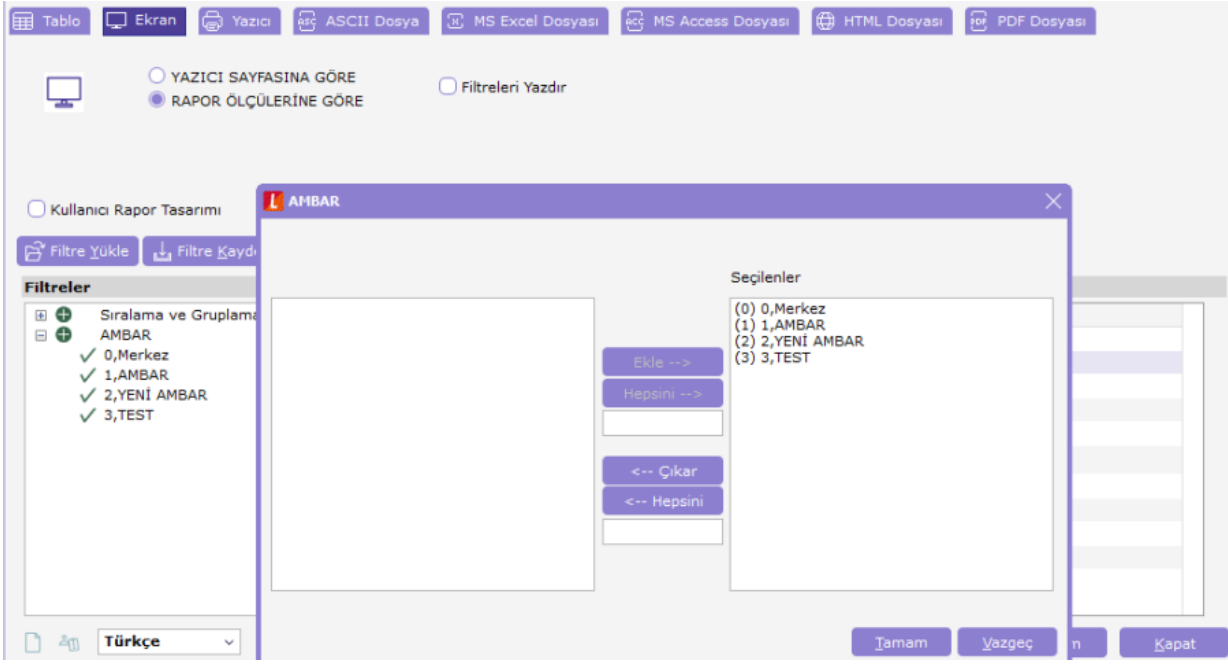 Tablo Ekran Yazıcı ASCII Dosya MS Excel Dosyası MS Access Dosyası HTML Dosyası PDF Dosyası
YAZICI SAYFASINA GÖRE
RAPOR ÖLÇÜLERİNE GÖRE
Filtreleri Yazdır
Kullanıcı Rapor Tasarımı
AMBAR
Filtre Yükle Filtre Kayd
Filtreler
Sıralama ve Gruplama
AMBAR
0,Merkez
1,AMBAR
2,YENİ AMBAR
3,TEST
Seçilenler
(0) 0,Merkez
(1) 1,AMBAR
(2) 2,YENİ AMBAR
(3) 3,TEST
Ekle -->
Hepsini -->
<-- Çıkar
<-- Hepsini
Türkçe
Tamam Vazgeç
Kapat